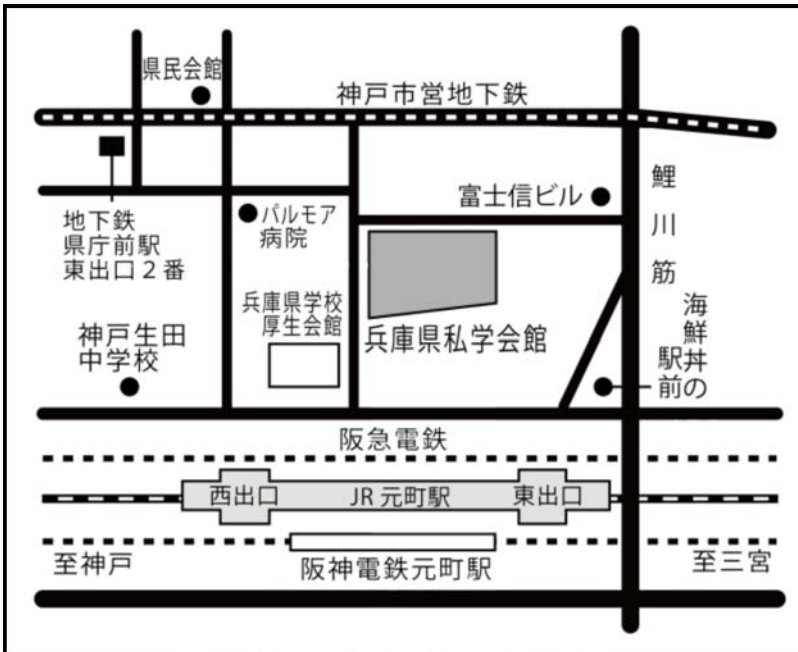 県民会館
神戸市営地下鉄
地下鉄
県庁前駅
東出口2番
パルモア
病院
富士信ビル
鯉川筋
兵庫県学校
厚生会館
兵庫県私学会館
神戸生田
中学校
海鮮丼の
駅前
阪急電鉄
西出口
JR元町駅
東出口
至神戸
阪神電鉄元町駅
至三宮